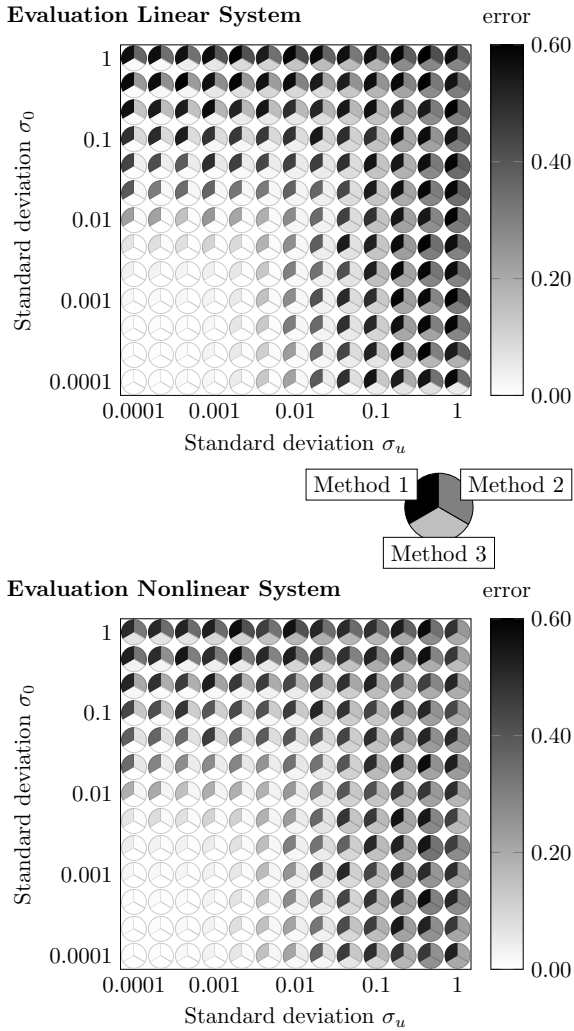 Evaluation Linear System
error
Standard deviation σ0
1
0.1
0.01
0.001
0.0001
0.0001 0.001 0.01 0.1 1
Standard deviation σu
0.60
0.40
0.20
0.00
Method 1
Method 2
Method 3
Evaluation Nonlinear System
error
Standard deviation σ0
1
0.1
0.01
0.001
0.0001
0.0001 0.001 0.01 0.1 1
Standard deviation σu
0.60
0.40
0.20
0.00